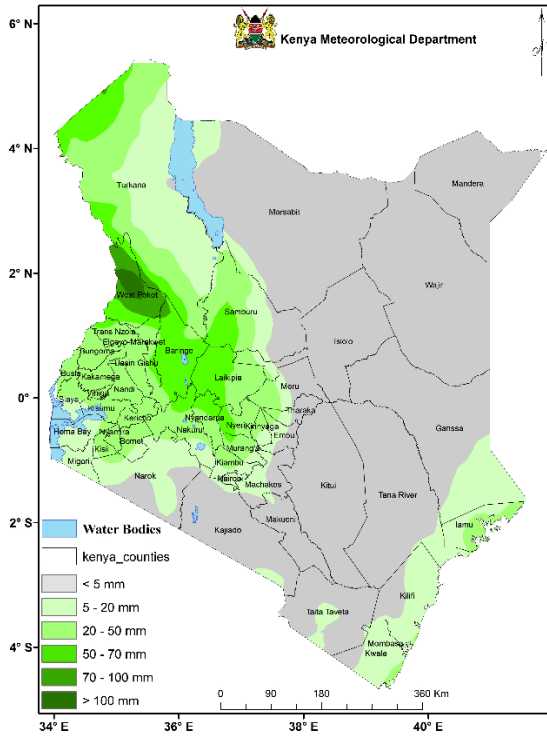 6° N
Kenya Meteorological Department
4° N
Turkana
Mandera
Marsabit
2° N
West Pokot
Wajir
Samburu
Trans Nzoia
Elgeyo-Marakwet
Bungoma
Baringo
Isiolo
Uasin Gishu
Busia
Kakamega
Laikipia
Nandi
Meru
Vihiga
0°
Siaya
Kisumu
Tharaka
Kericho
Nyandarua
Homa Bay
Nyamira
Nakuru
Nyeri
Kirinyaga
Embu
Garissa
Bomet
Kisii
Murang'a
Migori
Kiambu
Narok
Nairobi
Machakos
Kitui
Tana River
2° S
Kajiado
Makueni
lamu
Water Bodies
kenya_counties
Kilifi
< 5 mm
5 - 20 mm
Taita Taveta
20 - 50 mm
Mombasa
4° S
Kwale
50 - 70 mm
70 - 100 mm
> 100 mm
0 90 180 360 Km
34° E 36° E 38° E 40° E